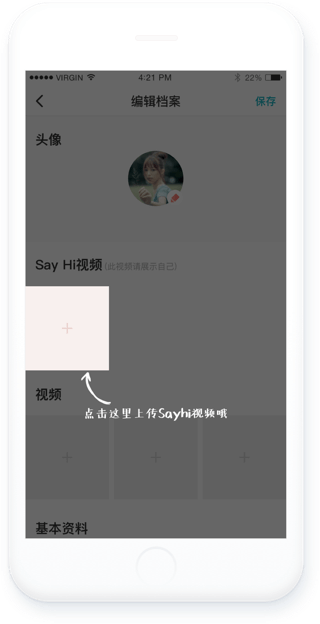 VIRGIN 4:21 PM 22%
编辑档案 保存
头像
Say Hi视频(此视频请展示自己)
视频
点击这里上传Sayhi视频哦
基本资料